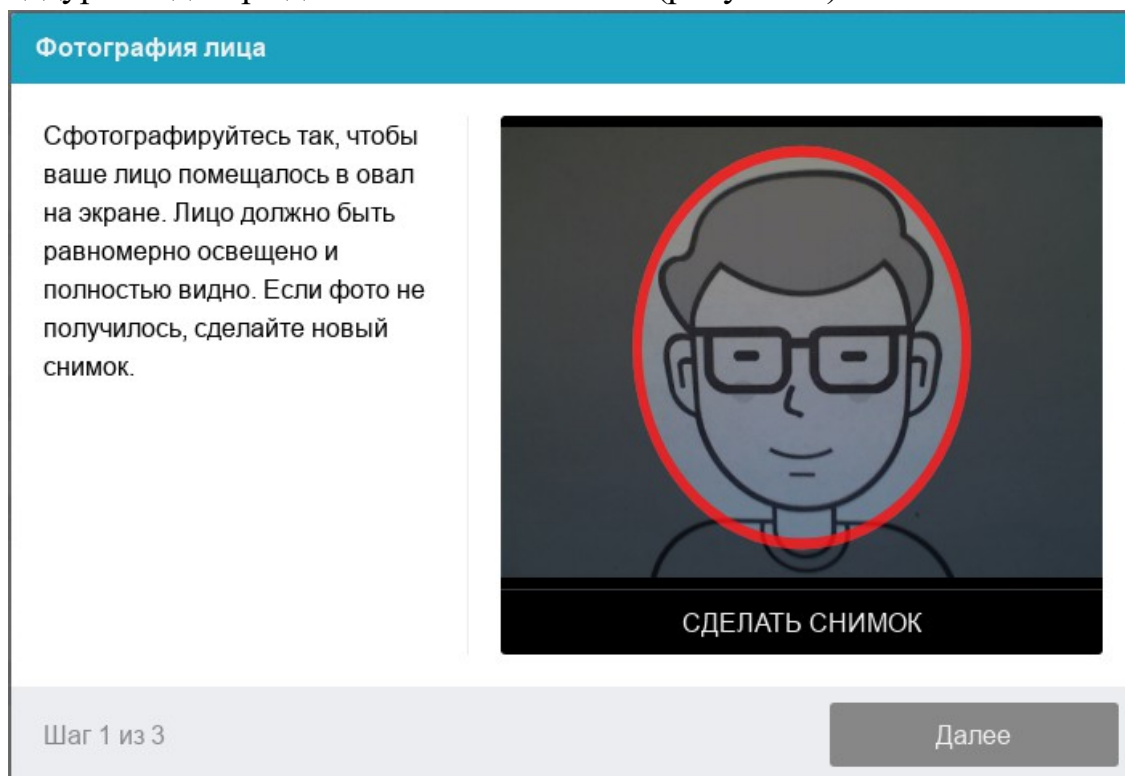 Фотография лица
Сфотографируйтесь так, чтобы
ваше лицо помещалось в овал
на экране. Лицо должно быть
равномерно освещено и
полностью видно. Если фото не
получилось, сделайте новый
снимок.
СДЕЛАТЬ СНИМОК
Шаг 1 из 3
Далее